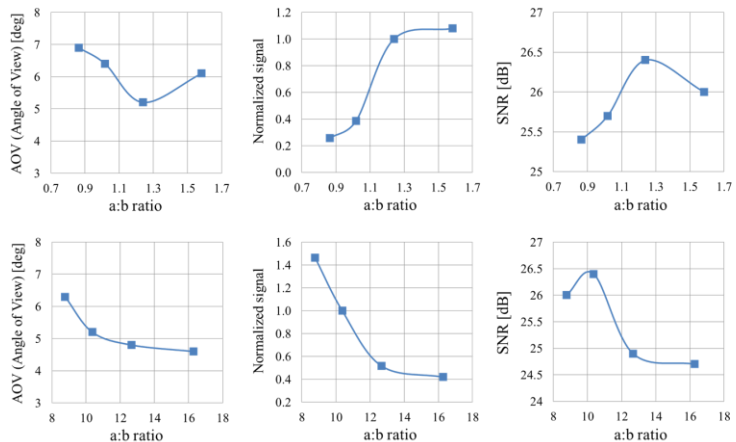 AOV (Angle of View) [deg]
8
7
6
5
4
3
0.7 0.9 1.1 1.3 1.5 1.7
a:b ratio
Normalized signal
1.2
1.0
0.8
0.6
0.4
0.2
0.0
0.7 0.9 1.1 1.3 1.5 1.7
a:b ratio
SNR [dB]
27
26.5
26
25.5
25
0.7 0.9 1.1 1.3 1.5 1.7
a:b ratio
AOV (Angle of View) [deg]
8
7
6
5
4
3
8 10 12 14 16 18
a:b ratio
Normalized signal
1.6
1.4
1.2
1.0
0.8
0.6
0.4
0.2
8 10 12 14 16 18
a:b ratio
SNR [dB]
27
26.5
26
25.5
25
24.5
24
8 10 12 14 16 18
a:b ratio